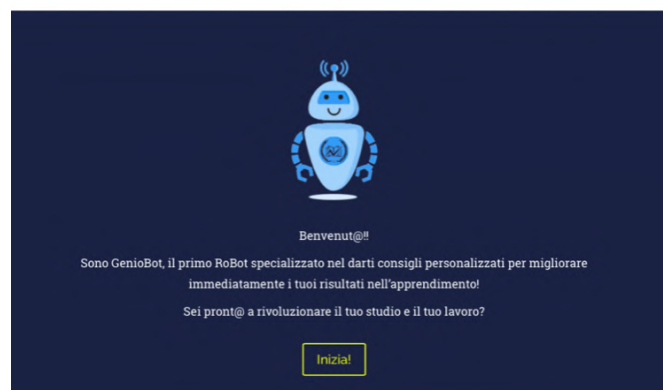 Benvenut@!!
Sono GenioBot, il primo RoBot specializzato nel darti consigli personalizzati per migliorare
immediatamente i tuoi risultati nell'apprendimento!
Sei pront@ a rivoluzionare il tuo studio e il tuo lavoro?
Inizia!